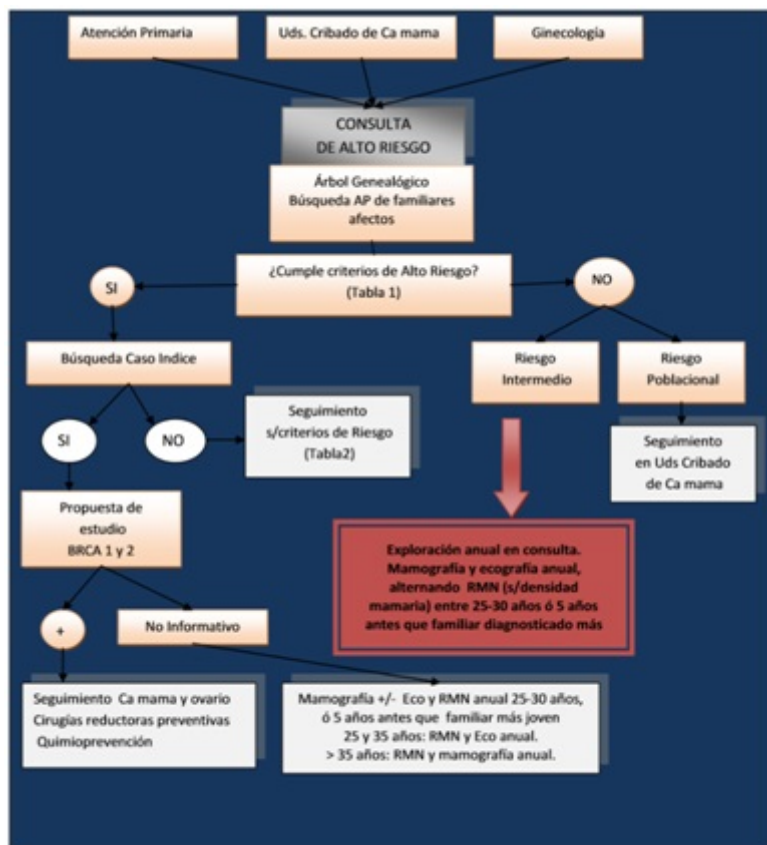 Atención Primaria
Uds. Cribado de Ca mama
Ginecología
CONSULTA
DE ALTO RIESGO
Árbol Genealógico
Búsqueda AP de familiares
afectos
¿Cumple criterios de Alto Riesgo?
(Tabla 1)
SI
NO
Búsqueda Caso Indice
Riesgo
Intermedio
Riesgo
Poblacional
SI
NO
Seguimiento
s/criterios de Riesgo
(Tabla2)
Seguimiento
en Uds Cribado
de Ca mama
Propuesta de
estudio
BRCA 1 y 2
Exploración anual en consulta.
Mamografía y ecografía anual,
alternando RMN (s/densidad
mamaria) entre 25-30 años ó 5 años
antes que familiar diagnosticado más
+
No Informativo
Seguimiento Ca mama y ovario
Cirugías reductoras preventivas
Quimioprevención
Mamografía +/- Eco y RMN anual 25-30 años,
ó 5 años antes que familiar más joven
25 y 35 años: RMN y Eco anual.
> 35 años: RMN y mamografía anual.